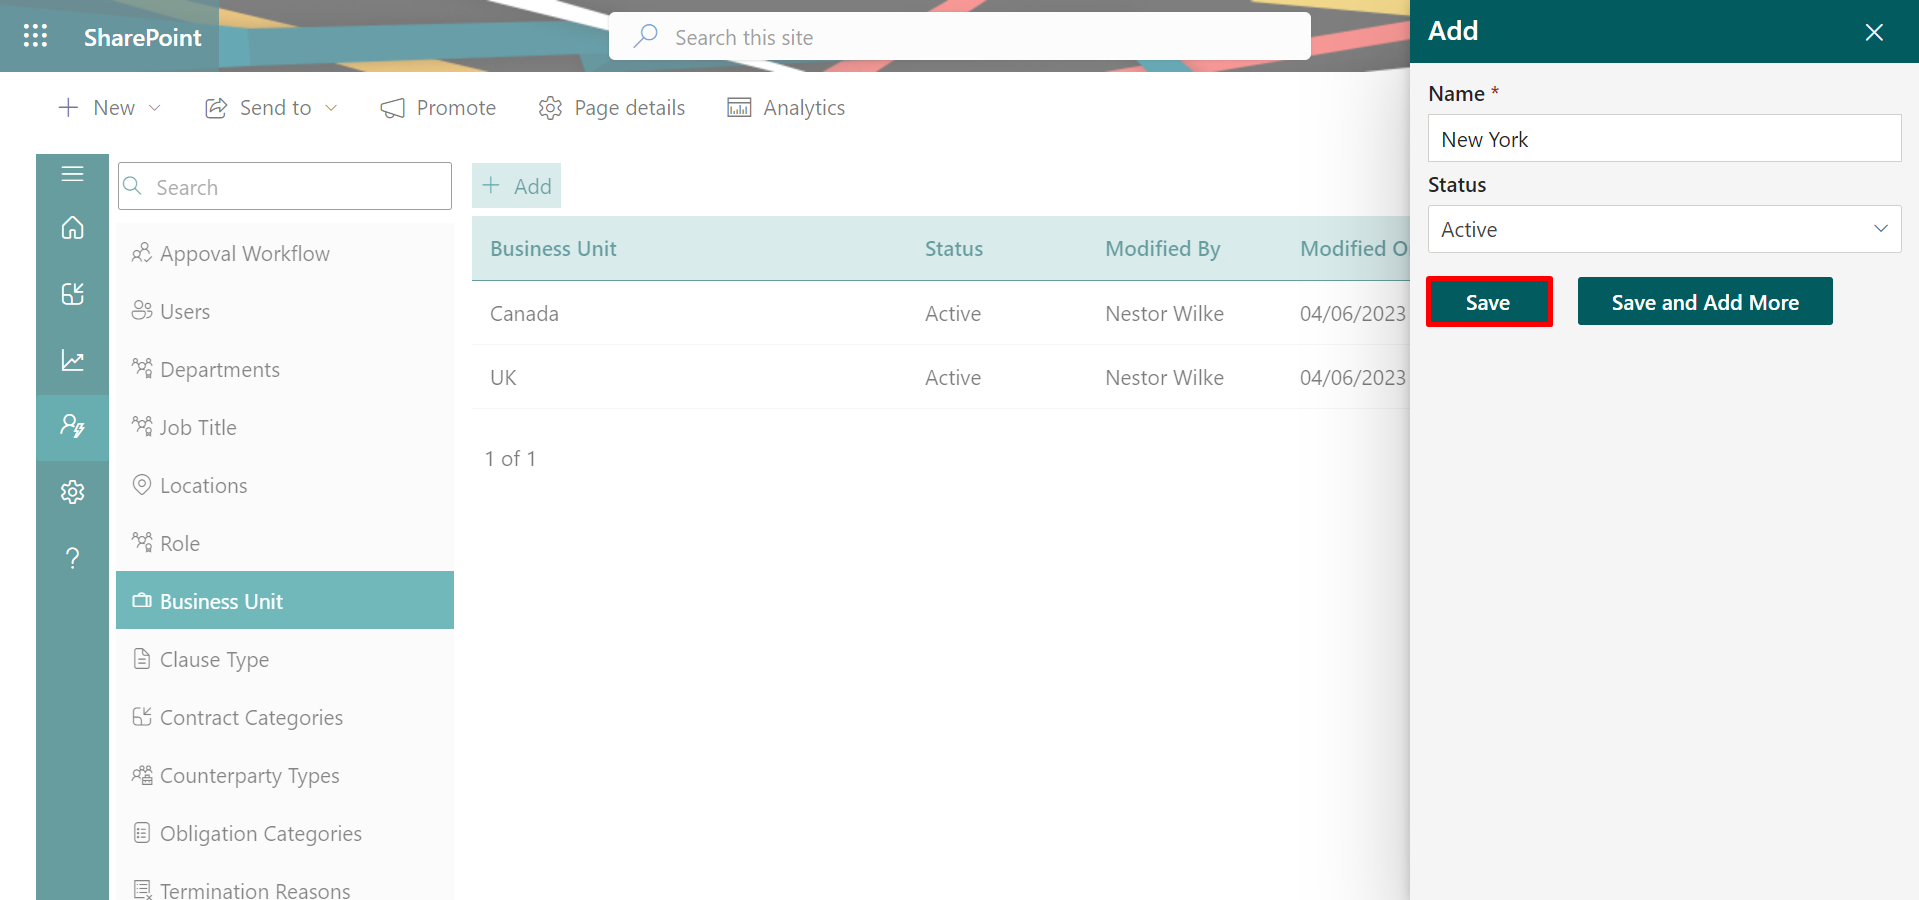 SharePoint
Search this site
New
Send to
Promote
Page details
Analytics
Search
Appoval Workflow
Users
Departments
Job Title
Locations
Role
Business Unit
Clause Type
Contract Categories
Counterparty Types
Obligation Categories
Termination Reasons
Add
Business Unit Status Modified By Modified O
Canada Active Nestor Wilke 04/06/2023
UK Active Nestor Wilke 04/06/2023
1 of 1
Add
Name *
New York
Status
Active
Save
Save and Add More